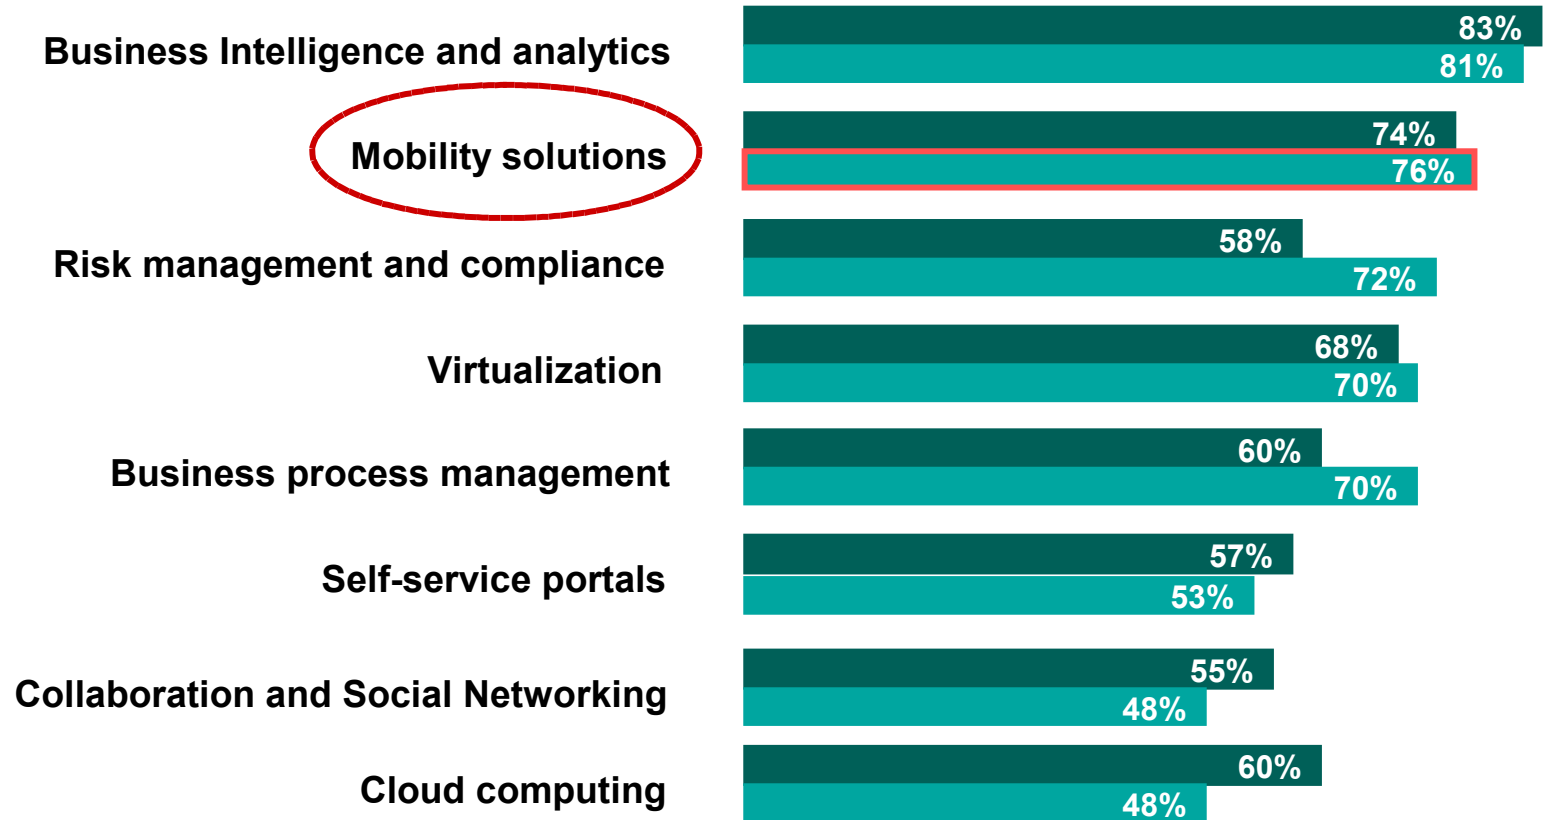 Business Intelligence and analytics
83%
81%
Mobility solutions
74%
76%
Risk management and compliance
58%
72%
Virtualization
68%
70%
Business process management
60%
70%
Self-service portals
57%
53%
Collaboration and Social Networking
55%
48%
Cloud computing
60%
48%